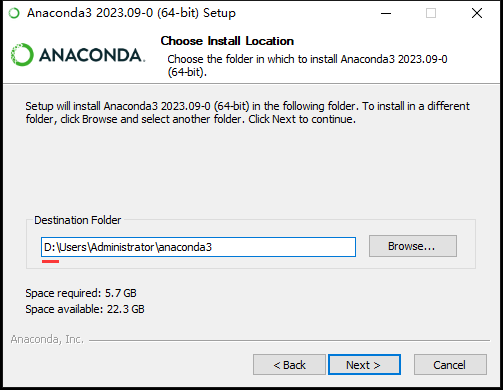 Anaconda3 2023.09-0 (64-bit) Setup
ANACONDA.
Choose Install Location
Choose the folder in which to install Anaconda3 2023.09-0
(64-bit).
Setup will install Anaconda3 2023.09-0 (64-bit) in the following folder. To install in a different
folder, click Browse and select another folder. Click Next to continue.
Destination Folder
D:\Users\Administrator\anaconda3
Browse...
Space required: 5.7 GB
Space available: 22.3 GB
Anaconda, Inc.
< Back
Next >
Cancel